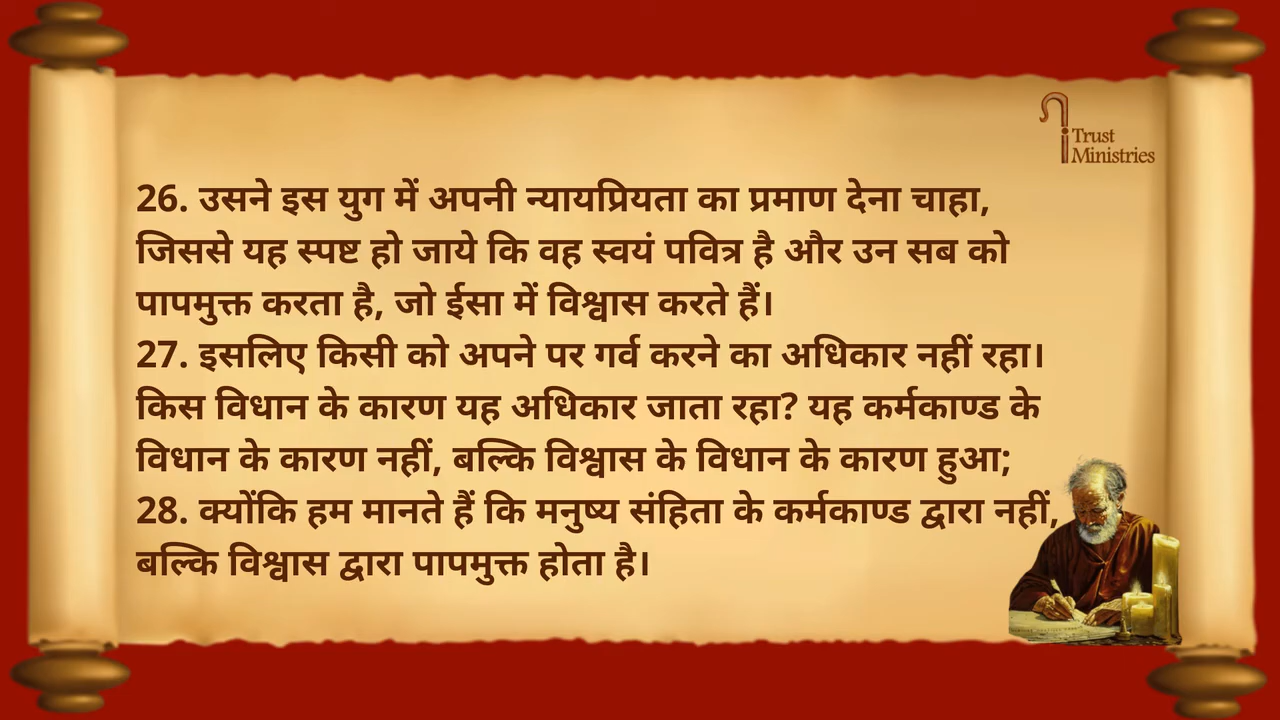 Trust
Ministries
26. उसने इस युग में अपनी न्यायप्रियता का प्रमाण देना चाहा,
जिससे यह स्पष्ट हो जाये कि वह स्वयं पवित्र है और उन सब को
पापमुक्त करता है, जो ईसा में विश्वास करते हैं।
27. इसलिए किसी को अपने पर गर्व करने का अधिकार नहीं रहा।
किस विधान के कारण यह अधिकार जाता रहा? यह कर्मकाण्ड के
विधान के कारण नहीं, बल्कि विश्वास के विधान के कारण हुआ;
28. क्योंकि हम मानते हैं कि मनुष्य संहिता के कर्मकाण्ड द्वारा नहीं,
बल्कि विश्वास द्वारा पापमुक्त होता है।